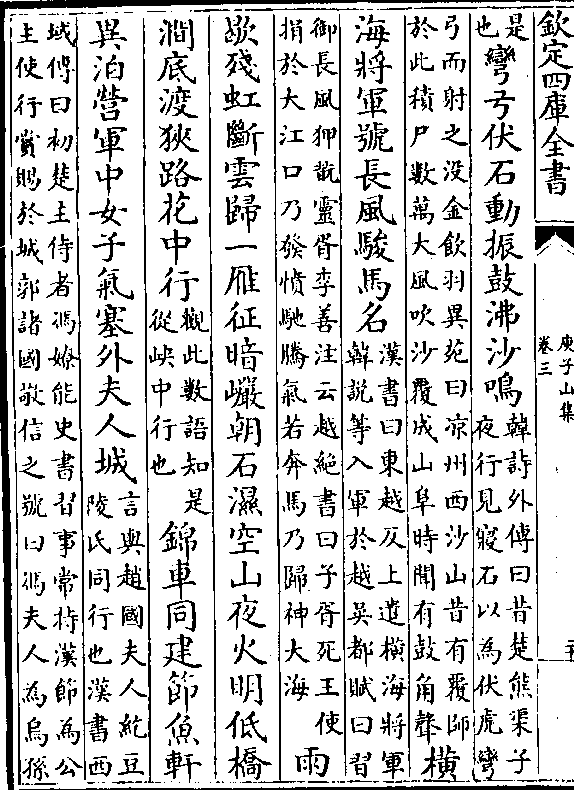 欽定四庫全書
庾子山集
卷三
是
也
彎弓伏石動振鼓沸沙鳴
韓詩外傳曰昔楚熊渠子
夜行見寢石以為伏虎彎
弓而射之没金飲羽異苑曰凉州西沙山昔有覆師
於此積尸數萬大風吹沙覆成山阜時聞有鼓角聲
橫
海將軍號長風駿馬名
漢書曰東越反上遣橫海將軍
韓說等入軍於越吳都賦曰習
御長風狎翫靈胥李善注云越絶書曰子胥死王使
捐於大江口乃發憤馳騰氣若奔馬乃歸神大海
雨
歇殘虹斷雲歸一雁征暗巖朝石濕空山夜火明低橋
澗底渡狹路花中行
觀此數語知是
從峽中行也
錦車同建節魚軒
異泊營軍中女子氣塞外夫人城
言與趙國夫人紇豆
陵氏同行也漢書西
域傳曰初楚主侍者馮嫽能史書習事常持漢節為公
主使行賞賜於城郭諸國敬信之號曰馮夫人為烏孫